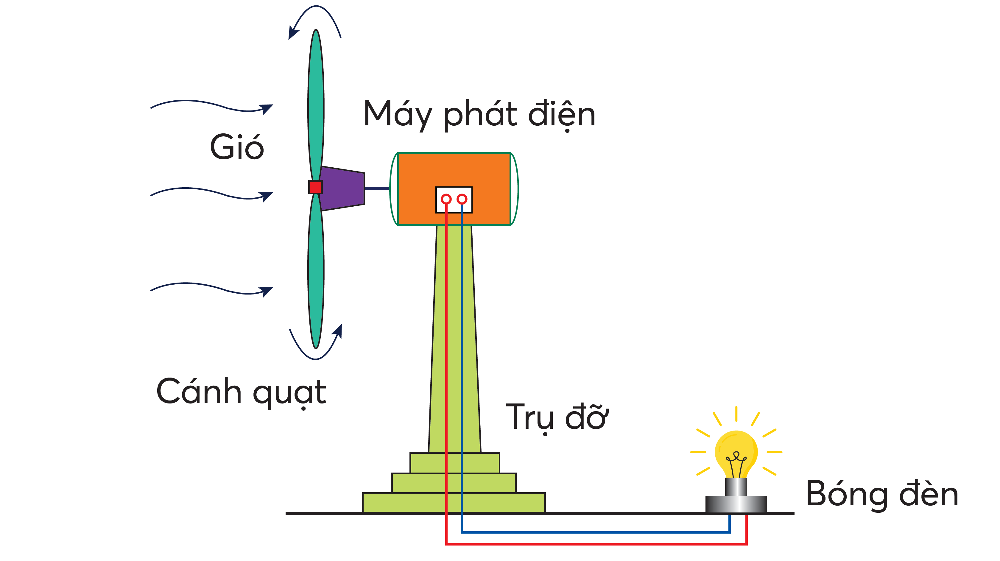 Máy phát điện
Gió
Cánh quạt
Trụ đỡ
Bóng đèn